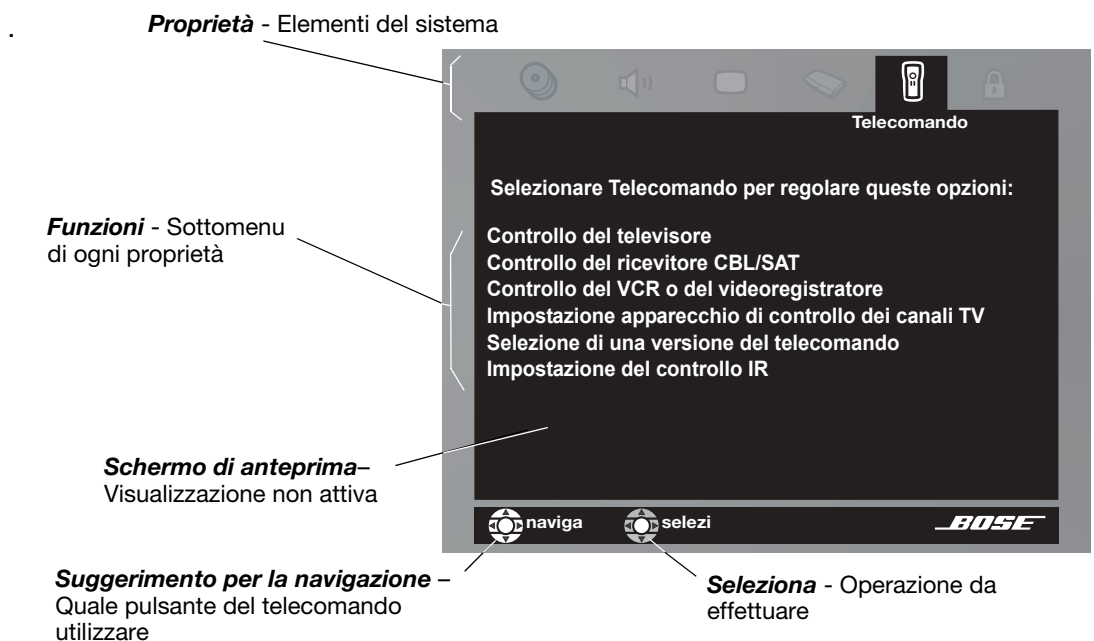 Proprietà - Elementi del sistema
.
Telecomando
Selezionare Telecomando per regolare queste opzioni:
Funzioni - Sottomenu
di ogni proprietà
Controllo del televisore
Controllo del ricevitore CBL/SAT
Controllo del VCR o del videoregistratore
Impostazione apparecchio di controllo dei canali TV
Selezione di una versione del telecomando
Impostazione del controllo IR
Schermo di anteprima–
Visualizzazione non attiva
naviga
selezi
BOSE
Suggerimento per la navigazione –
Quale pulsante del telecomando
utilizzare
Seleziona - Operazione da
effettuare